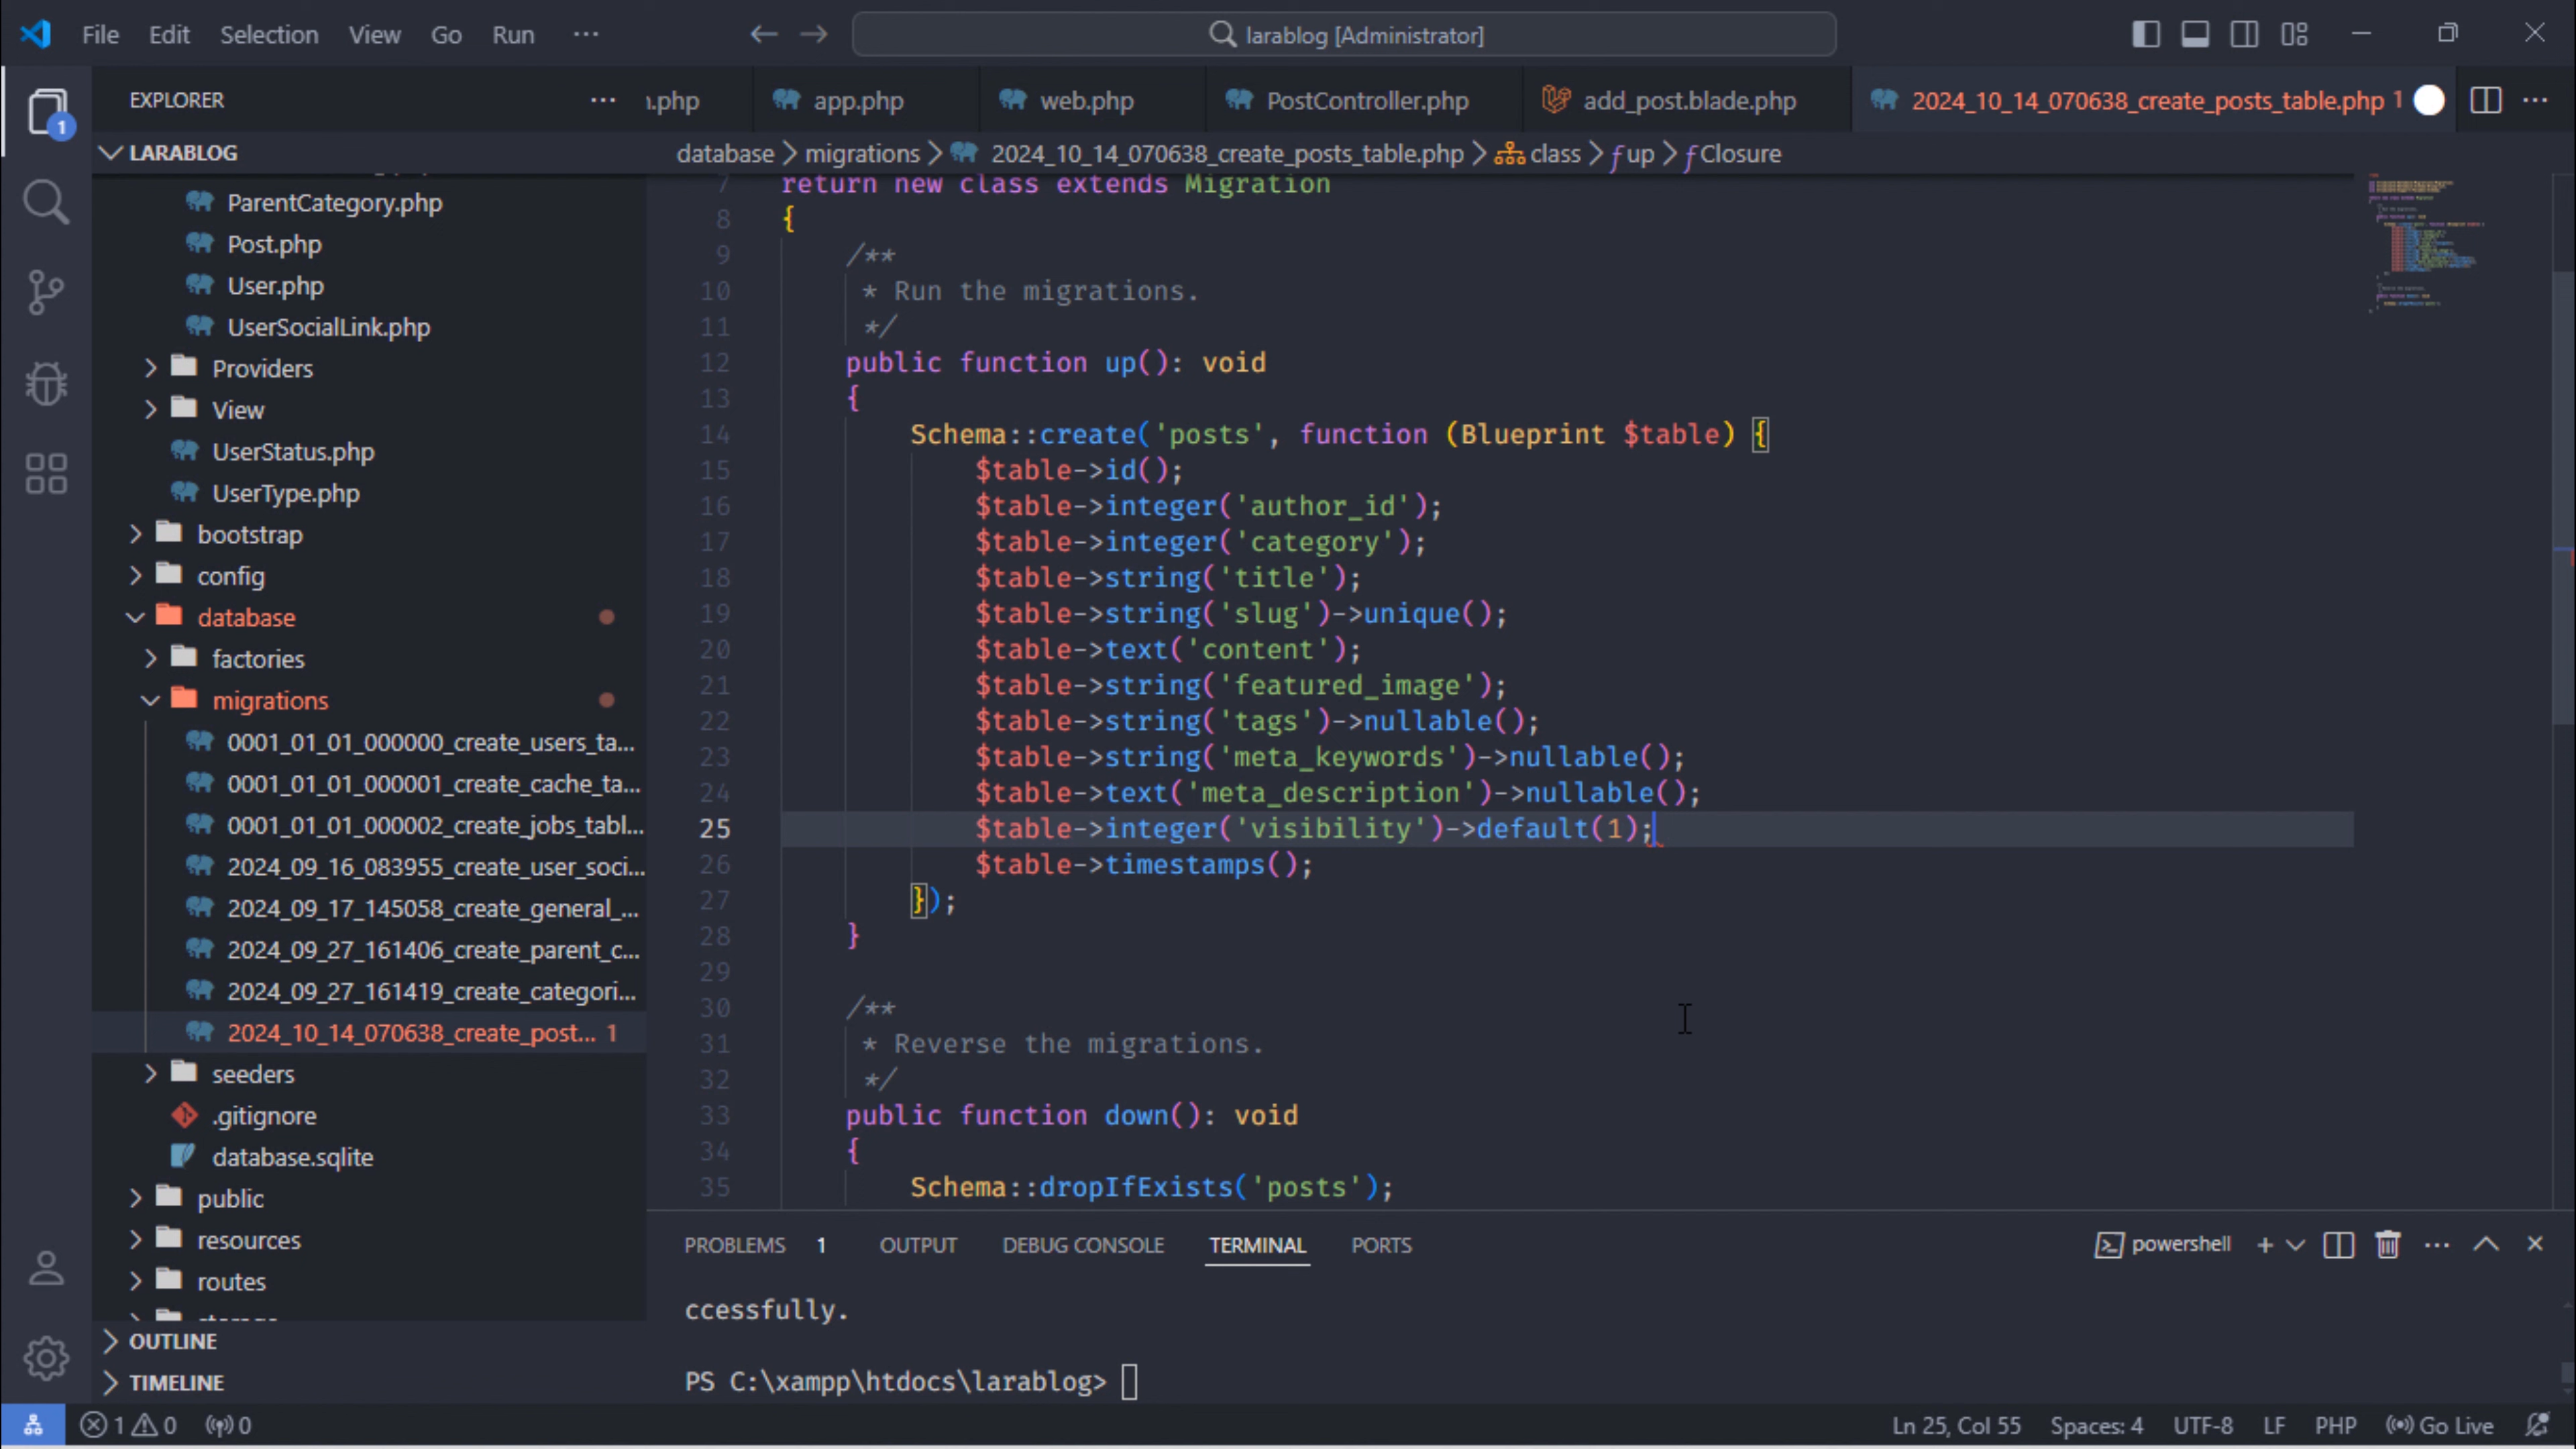 File Edit Selection View Go Run ···
larablog [Administrator]
EXPLORER ···
LARABLOG
ParentCategory.php
Post.php
User.php
UserSocialLink.php
Providers
View
UserStatus.php
UserType.php
bootstrap
config
database
factories
migrations
0001_01_01_000000_create_users_ta...
0001_01_01_000001_create_cache_ta...
0001_01_01_000002_create_jobs_tabl...
2024_09_16_083955_create_user_soci...
2024_09_17_145058_create_general_...
2024_09_27_161406_create_parent_c...
2024_09_27_161419_create_categori...
2024_10_14_070638_create_post... 1
seeders
.gitignore
database.sqlite
public
resources
routes
OUTLINE
TIMELINE
1
.php app.php web.php PostController.php add_post.blade.php 2024_10_14_070638_create_posts_table.php 1 ···
database > migrations > 2024_10_14_070638_create_posts_table.php > class > up > Closure
7 return new class extends Migration
8 {
9 /**
10 * Run the migrations.
11 */
12 public function up(): void
13 {
14 Schema::create('posts', function (Blueprint $table) {
15 $table->id();
16 $table->integer('author_id');
17 $table->integer('category');
18 $table->string('title');
19 $table->string('slug')->unique();
20 $table->text('content');
21 $table->string('featured_image');
22 $table->string('tags')->nullable();
23 $table->string('meta_keywords')->nullable();
24 $table->text('meta_description')->nullable();
25 $table->integer('visibility')->default(1);
26 $table->timestamps();
27 });
28 }
29
30 /**
31 * Reverse the migrations.
32 */
33 public function down(): void
34 {
35 Schema::dropIfExists('posts');
PROBLEMS 1 OUTPUT DEBUG CONSOLE TERMINAL PORTS powershell
ccessfully.
PS C:\xampp\htdocs\larablog>
1 0 0 Ln 25, Col 55 Spaces: 4 UTF-8 LF PHP Go Live